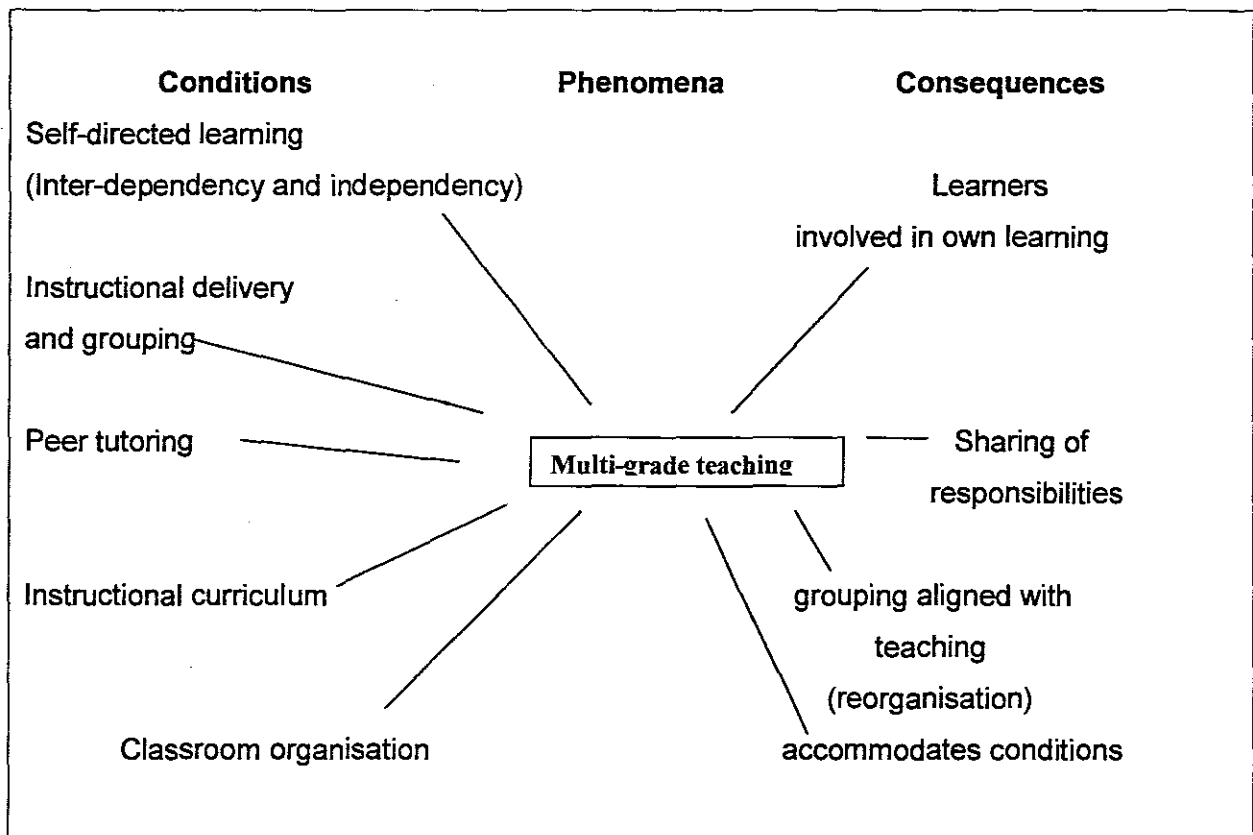 Conditions Phenomena Consequences
Self-directed learning
(Inter-dependency and independency)
Learners
involved in own learning
Instructional delivery
and grouping
Peer tutoring
Multi-grade teaching
Sharing of
responsibilities
Instructional curriculum
grouping aligned with
teaching
(reorganisation)
Classroom organisation
accommodates conditions